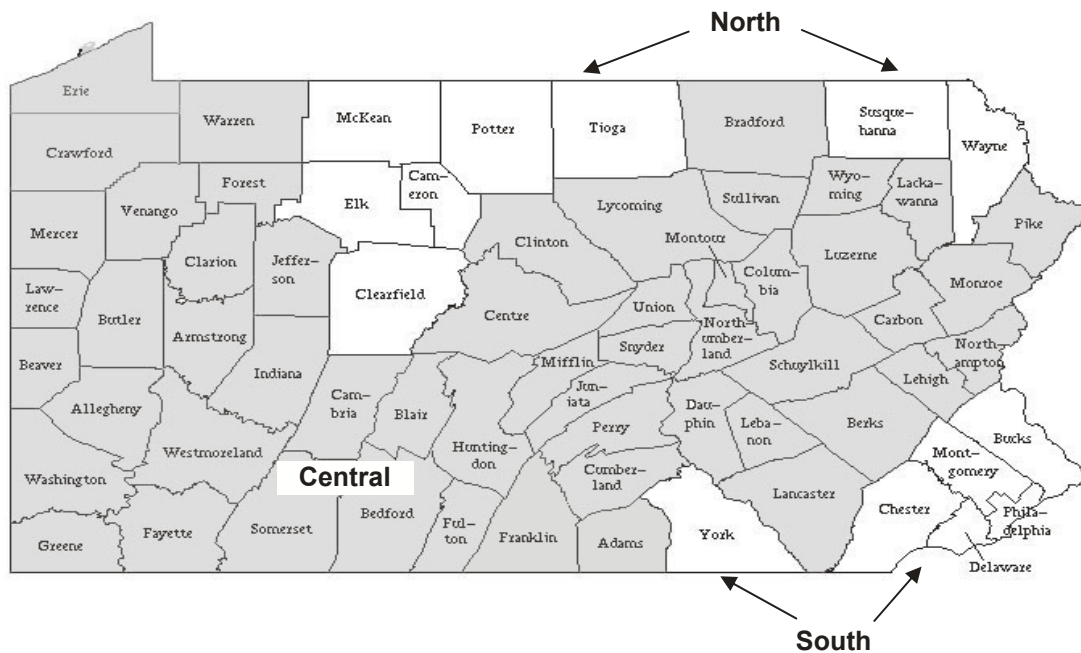 North
Erie
Warren
McKean
Potter
Tioga
Bradford
Susque-
hanna
Wayne
Crawford
Forest
Elk
Cam-
eron
Lycoming
Sullivan
Wyo-
ming
Lacka-
wanna
Pike
Mercer
Venango
Clarion
Jeffer-
son
Clearfield
Clinton
Montour
Colum-
bia
Luzerne
Monroe
Law-
rence
Butler
Armstrong
Centre
Union
North
umber-
land
Carbon
Beaver
Indiana
Snyder
Mifflin
Schuylkill
North
ampton
Lehigh
Allegheny
Cam-
bria
Blair
Jun-
iata
Perry
Dau-
phin
Leba-
non
Berks
Bucks
Westmoreland
Hunting-
don
Mont-
gomery
Washington
Central
Cumber-
land
Lancaster
Chester
Phila-
delphia
Greene
Fayette
Somerset
Bedford
Ful-
ton
Franklin
Adams
York
Delaware
South